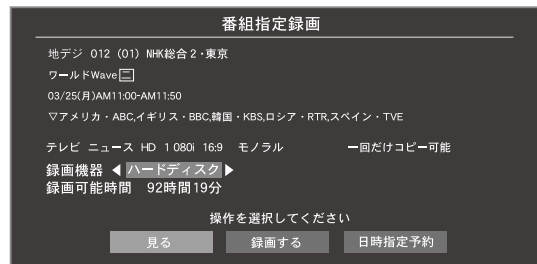 番組指定録画
地デジ 012 (01) NHK総合2・東京
ワールドWave二
03/25(月)AM11:00-AM11:50
▽アメリカ・ABC,イギリス・BBC,韓国・KBS,ロシア・RTR,スペイン・TVE
テレビ ニュース HD 1080i 16:9 モノラル 一回だけコピー可能
録画機器 ◀ ハードディスク ▶
録画可能時間 92時間19分
操作を選択してください
見る 録画する 日時指定予約